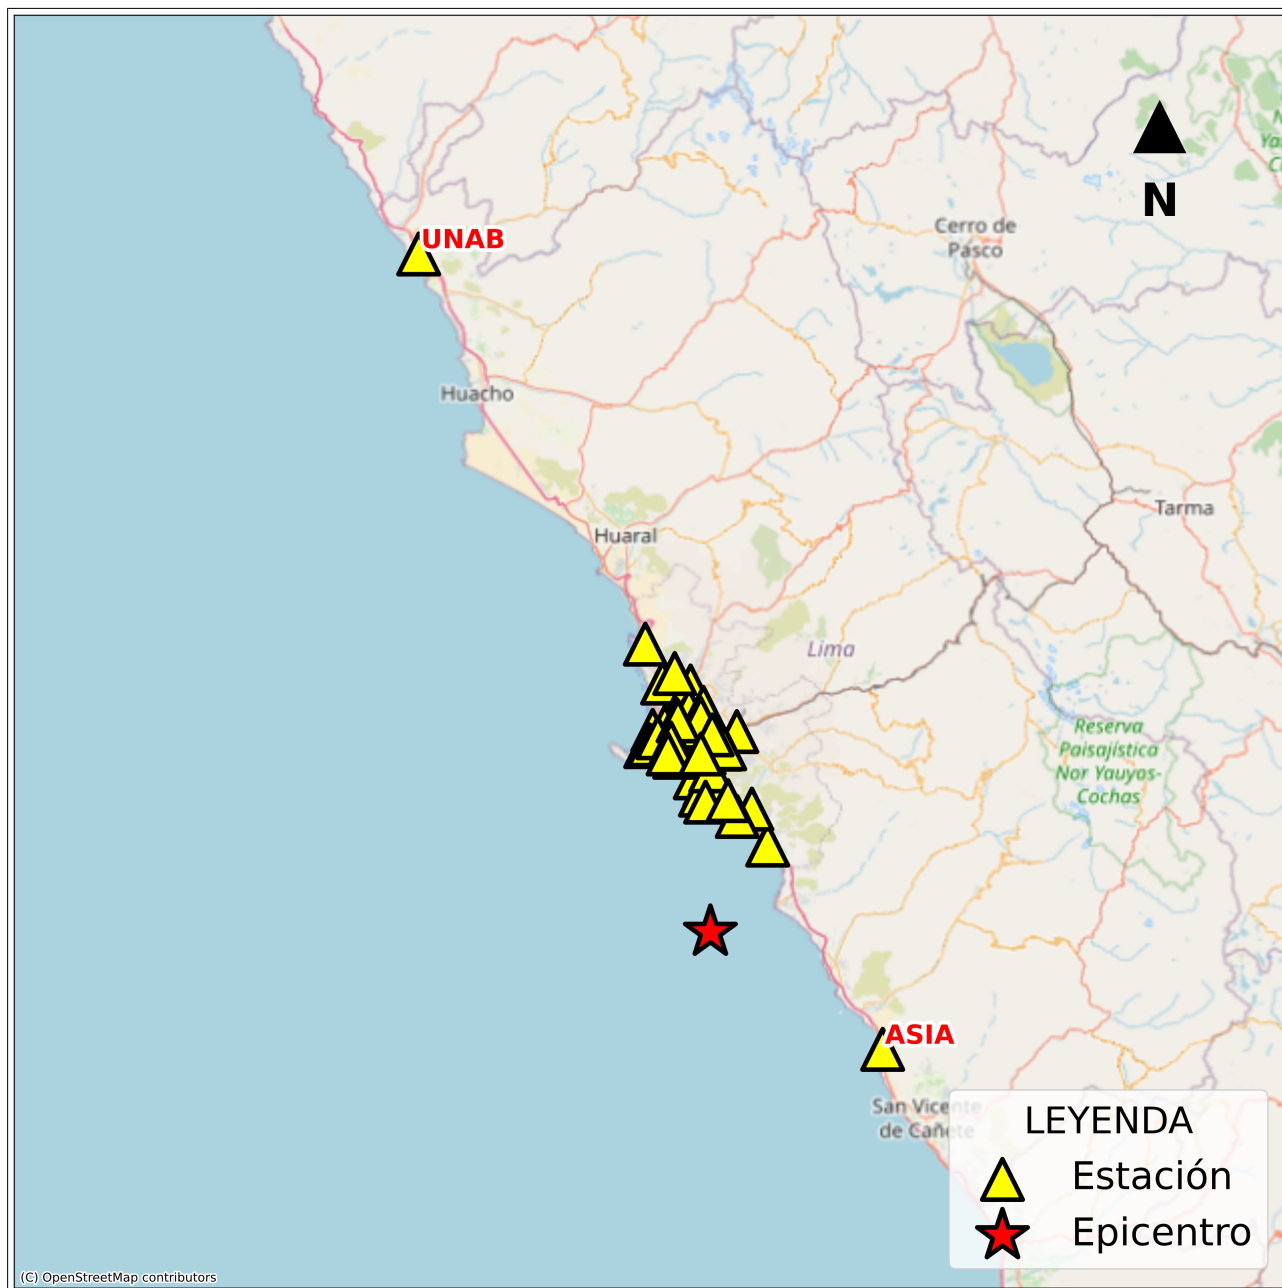 N
UNAB
Cerro de
Pasco
Huacho
Tarma
Huaral
Lima
Reserva
Paisajística
Nor Yauyos-
Cochas
ASIA
San Vicente
de Cañete
LEYENDA
Estación
Epicentro
(C) OpenStreetMap contributors